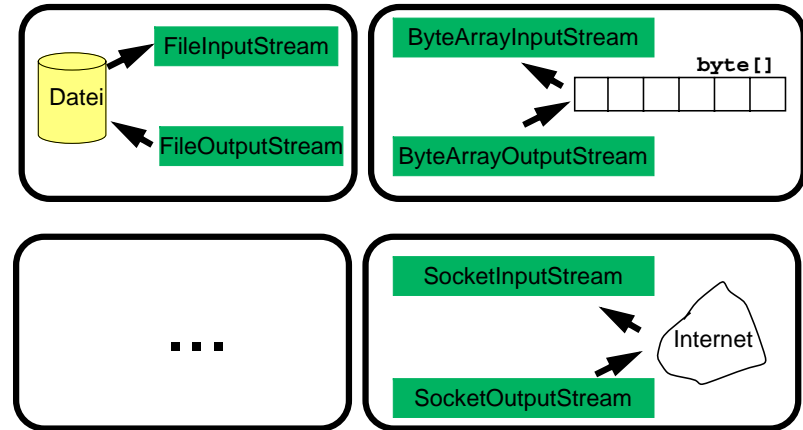 FileInputStream
Datei
FileOutputStream
ByteArrayInputStream
byte[]
ByteArrayOutputStream
...
SocketInputStream
Internet
SocketOutputStream